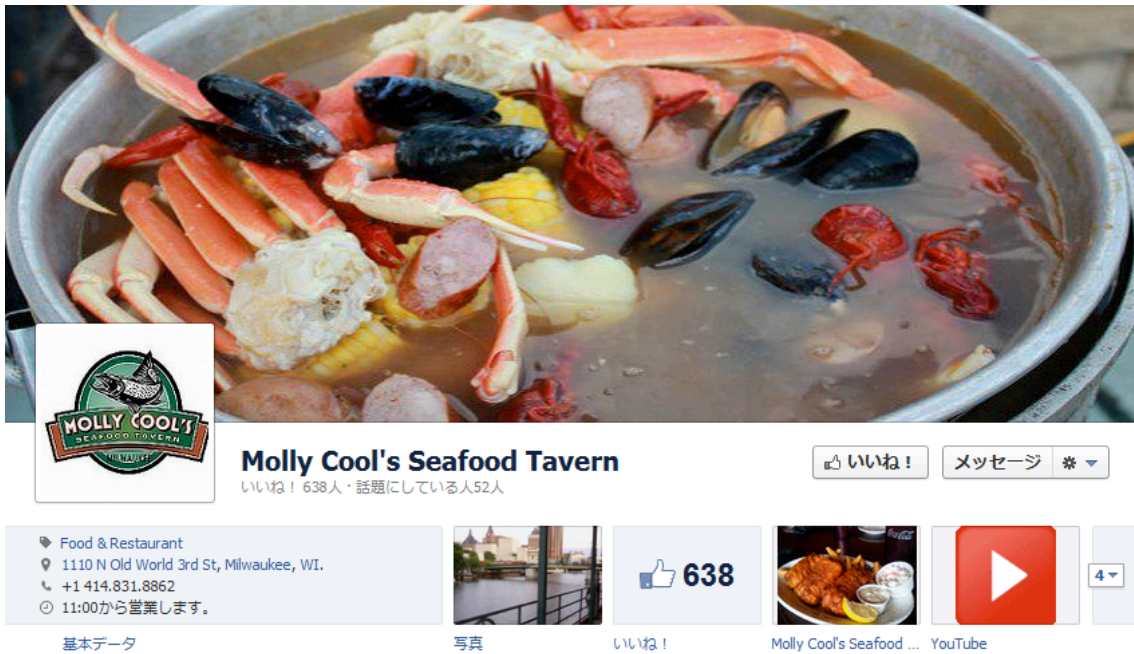 MOLLY COOL'S
SEAFOOD TAVERN
MILWAUKEE
Molly Cool's Seafood Tavern
いいね！ 638人・話題にしている人52人
いいね！
メッセージ
Food & Restaurant
1110 N Old World 3rd St, Milwaukee, WI.
+1 414.831.8862
11:00から営業します。
638
Coca-Cola
4
基本データ
写真
いいね！
Molly Cool's Seafood ...
YouTube